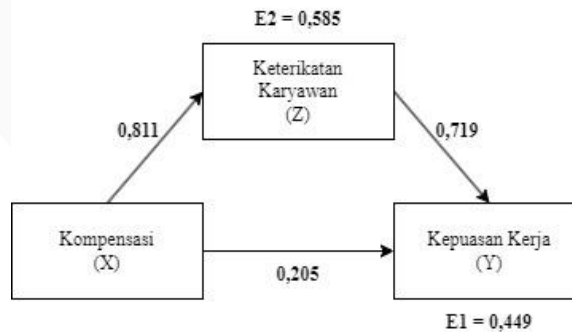 E2 = 0,585
Keterikatan
Karyawan
(Z)
0,811
0,719
Kompensasi
(X)
Kepuasan Kerja
(Y)
0,205
E1 = 0,449